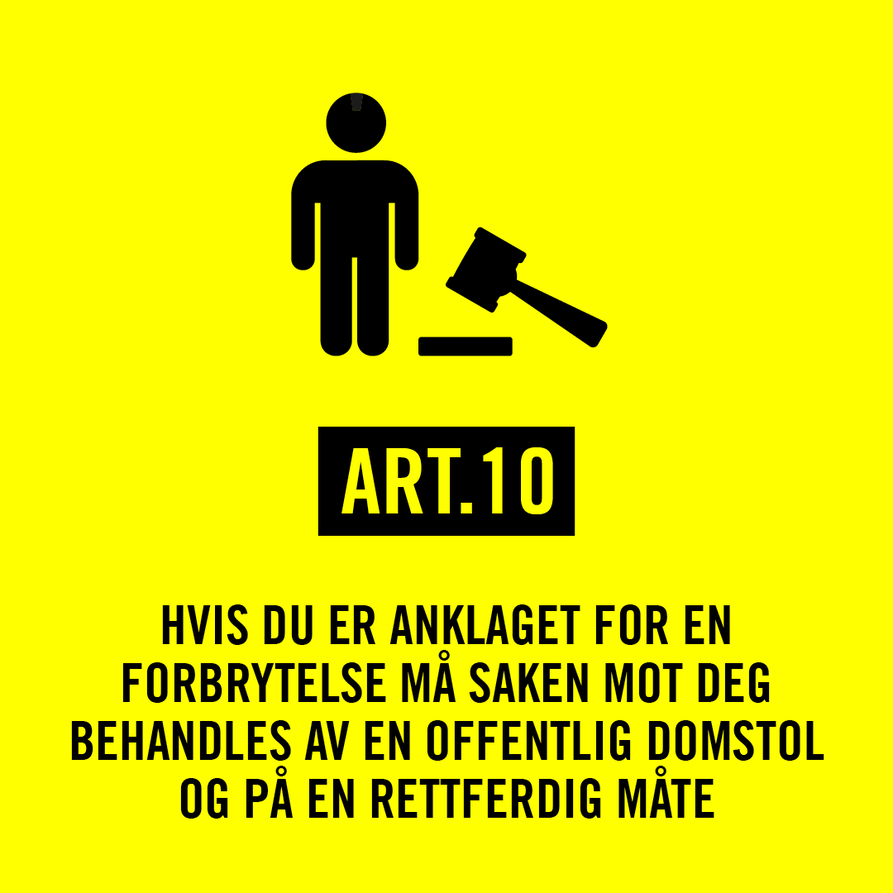 ART.10
HVIS DU ER ANKLAGET FOR EN
FORBRYTELSE MÅ SAKEN MOT DEG
BEHANDLES AV EN OFFENTLIG DOMSTOL
OG PÅ EN RETTFERDIG MÅTE